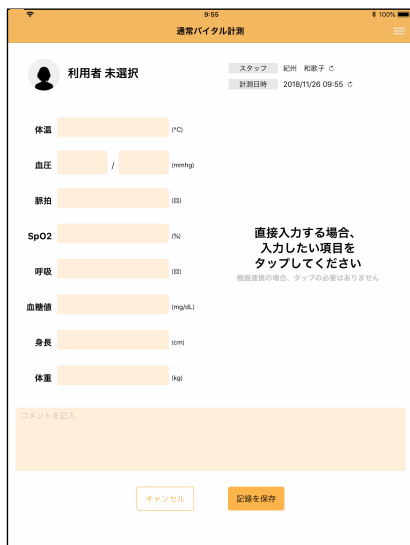 9:55
100%
通常バイタル計測
利用者 未選択
スタッフ 紀州 和歌子
計測日時 2018/11/26 09:55
体温 (℃)
血圧 / (mmhg)
脈拍 (回)
SpO2 (%)
呼吸 (回)
血糖値 (mg/dL)
身長 (cm)
体重 (kg)
直接入力する場合、
入力したい項目を
タップしてください
機器連携の場合、タップの必要はありません
コメントを記入
キャンセル 記録を保存